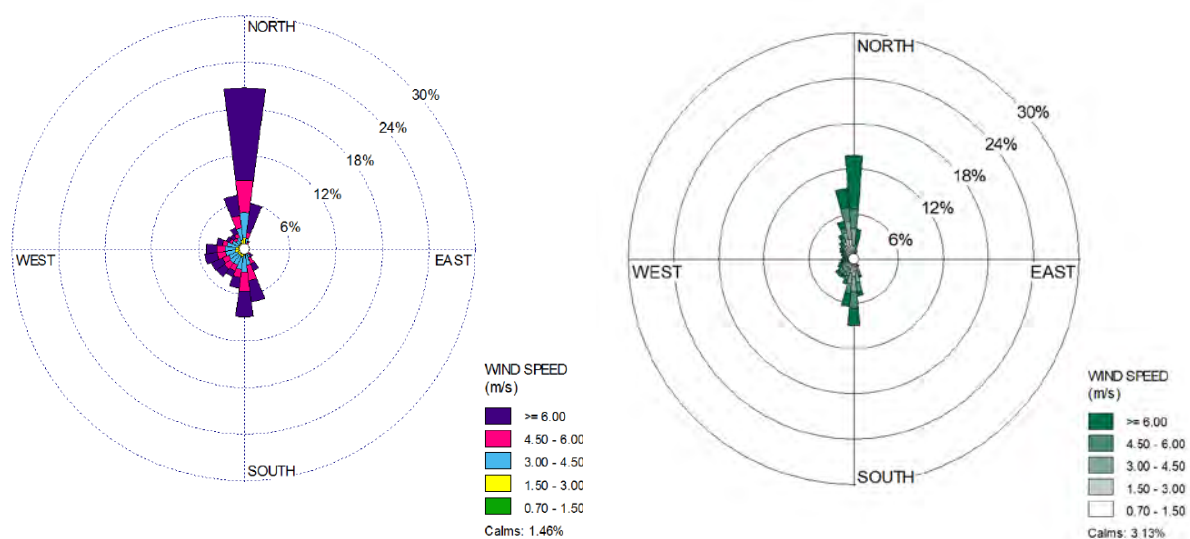 NORTH
30%
24%
18%
12%
6%
WEST
EAST
SOUTH
WIND SPEED
(m/s)
>= 6.00
4.50 - 6.00
3.00 - 4.50
1.50 - 3.00
0.70 - 1.50
Calms: 1.46%
NORTH
30%
24%
18%
12%
6%
WEST
EAST
SOUTH
WIND SPEED
(m/s)
>= 6.00
4.50 - 6.00
3.00 - 4.50
1.50 - 3.00
0.70 - 1.50
Calms: 3.13%